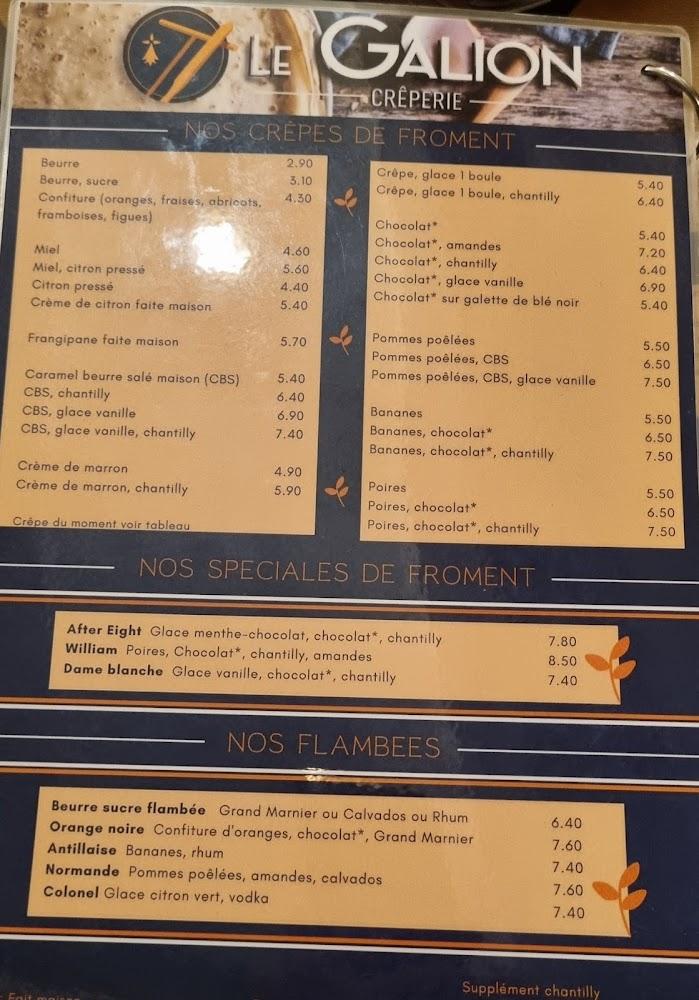 LE GALION
CRÊPERIE
NOS CRÊPES DE FROMENT
Beurre 2.90
Beurre, sucre 3.10
Confiture (oranges, fraises, abricots, 4.30
framboises, figues)
Miel 4.60
Miel, citron pressé 5.60
Citron pressé 4.40
Crème de citron faite maison 5.40
Frangipane faite maison 5.70
Caramel beurre salé maison (CBS) 5.40
CBS, chantilly 6.40
CBS, glace vanille 6.90
CBS, glace vanille, chantilly 7.40
Crème de marron 4.90
Crème de marron, chantilly 5.90
Crêpe du moment voir tableau
Crêpe, glace 1 boule 5.40
Crêpe, glace 1 boule, chantilly 6.40
Chocolat* 5.40
Chocolat*, amandes 7.20
Chocolat*, chantilly 6.40
Chocolat*, glace vanille 6.90
Chocolat* sur galette de blé noir 5.40
Pommes poêlées 5.50
Pommes poêlées, CBS 6.50
Pommes poêlées, CBS, glace vanille 7.50
Bananes 5.50
Bananes, chocolat* 6.50
Bananes, chocolat*, chantilly 7.50
Poires 5.50
Poires, chocolat* 6.50
Poires, chocolat*, chantilly 7.50
NOS SPECIALES DE FROMENT
After Eight Glace menthe-chocolat, chocolat*, chantilly 7.80
William Poires, Chocolat*, chantilly, amandes 8.50
Dame blanche Glace vanille, chocolat*, chantilly 7.40
NOS FLAMBEES
Beurre sucre flambée Grand Marnier ou Calvados ou Rhum 6.40
Orange noire Confiture d'oranges, chocolat*, Grand Marnier 7.60
Antillaise Bananes, rhum 7.40
Normande Pommes poêlées, amandes, calvados 7.60
Colonel Glace citron vert, vodka 7.40
Supplément chantilly
Fait maison